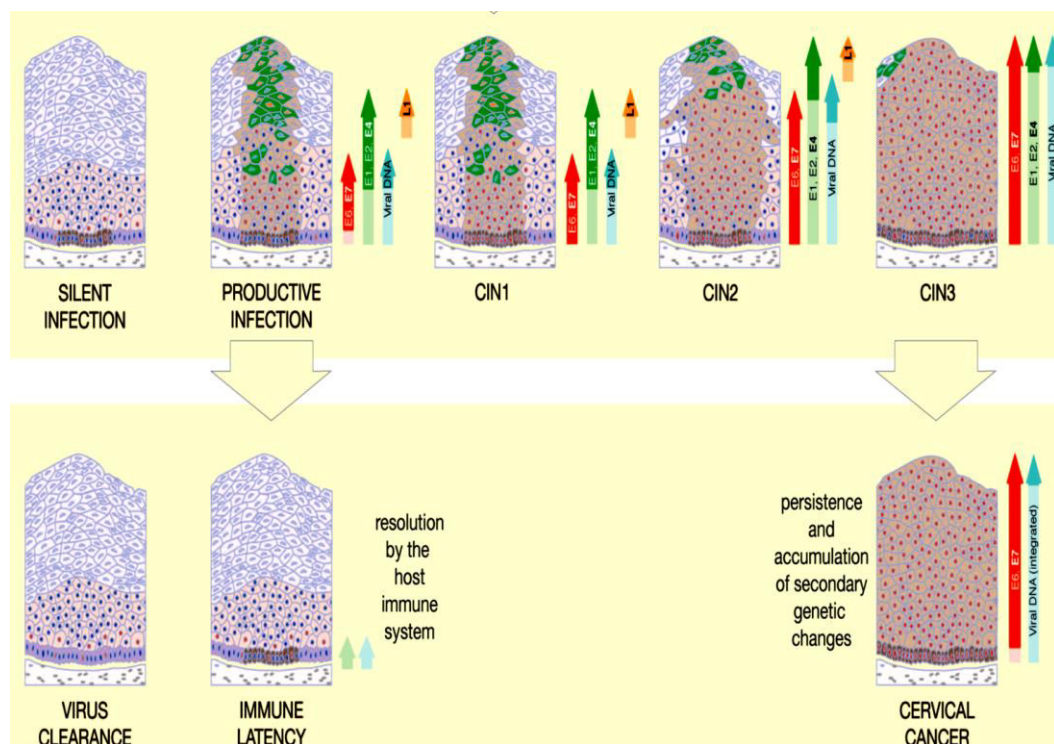 E6, E7
E1, E2, E4
Viral DNA
L1
E6, E7
E1, E2, E4
Viral DNA
L1
E6, E7
E1, E2, E4
Viral DNA
L1
E6, E7
E1, E2, E4
Viral DNA
SILENT
INFECTION
PRODUCTIVE
INFECTION
CIN1
CIN2
CIN3
resolution
by the
host
immune
system
persistence
and
accumulation
of secondary
genetic
changes
E6, E7
Viral DNA (integrated)
VIRUS
CLEARANCE
IMMUNE
LATENCY
CERVICAL
CANCER